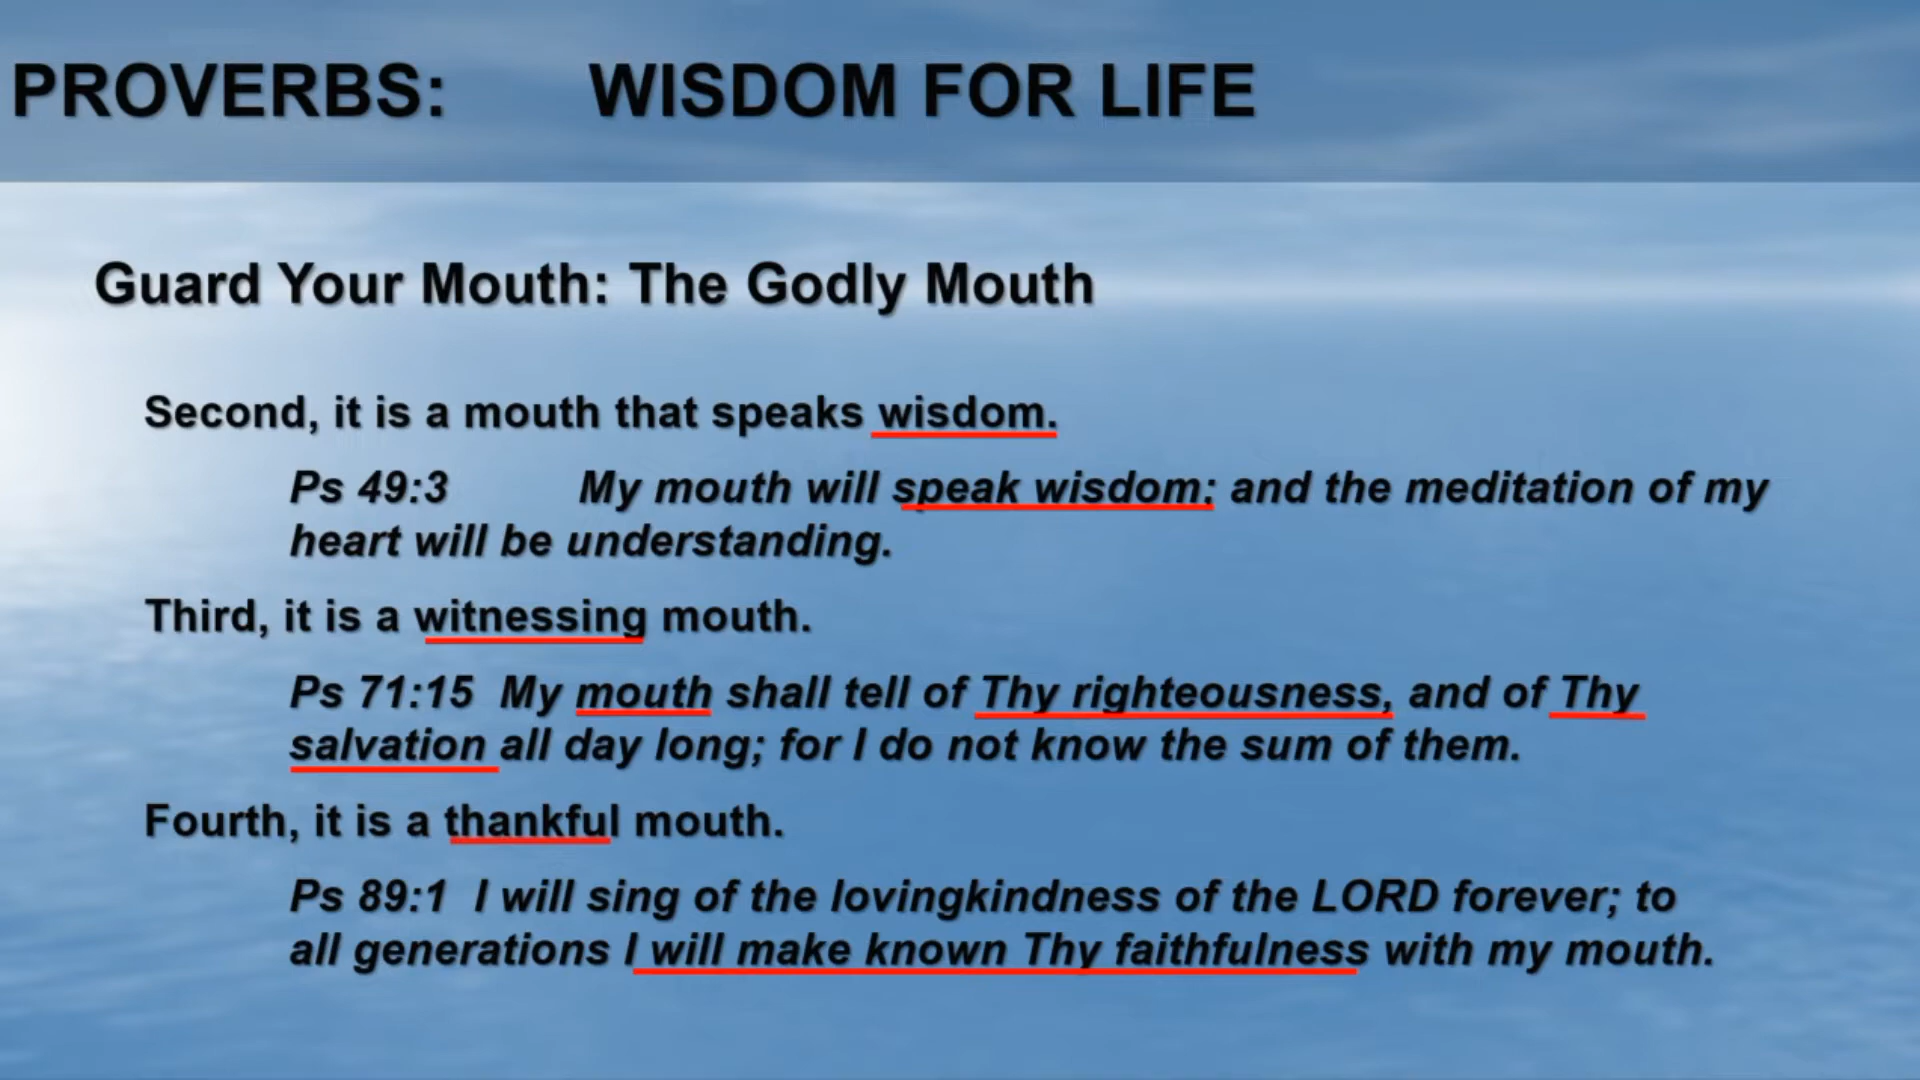 PROVERBS: WISDOM FOR LIFE
Guard Your Mouth: The Godly Mouth
Second, it is a mouth that speaks wisdom.
Ps 49:3 My mouth will speak wisdom; and the meditation of my
heart will be understanding.
Third, it is a witnessing mouth.
Ps 71:15 My mouth shall tell of Thy righteousness, and of Thy
salvation all day long; for I do not know the sum of them.
Fourth, it is a thankful mouth.
Ps 89:1 I will sing of the lovingkindness of the LORD forever; to
all generations I will make known Thy faithfulness with my mouth.